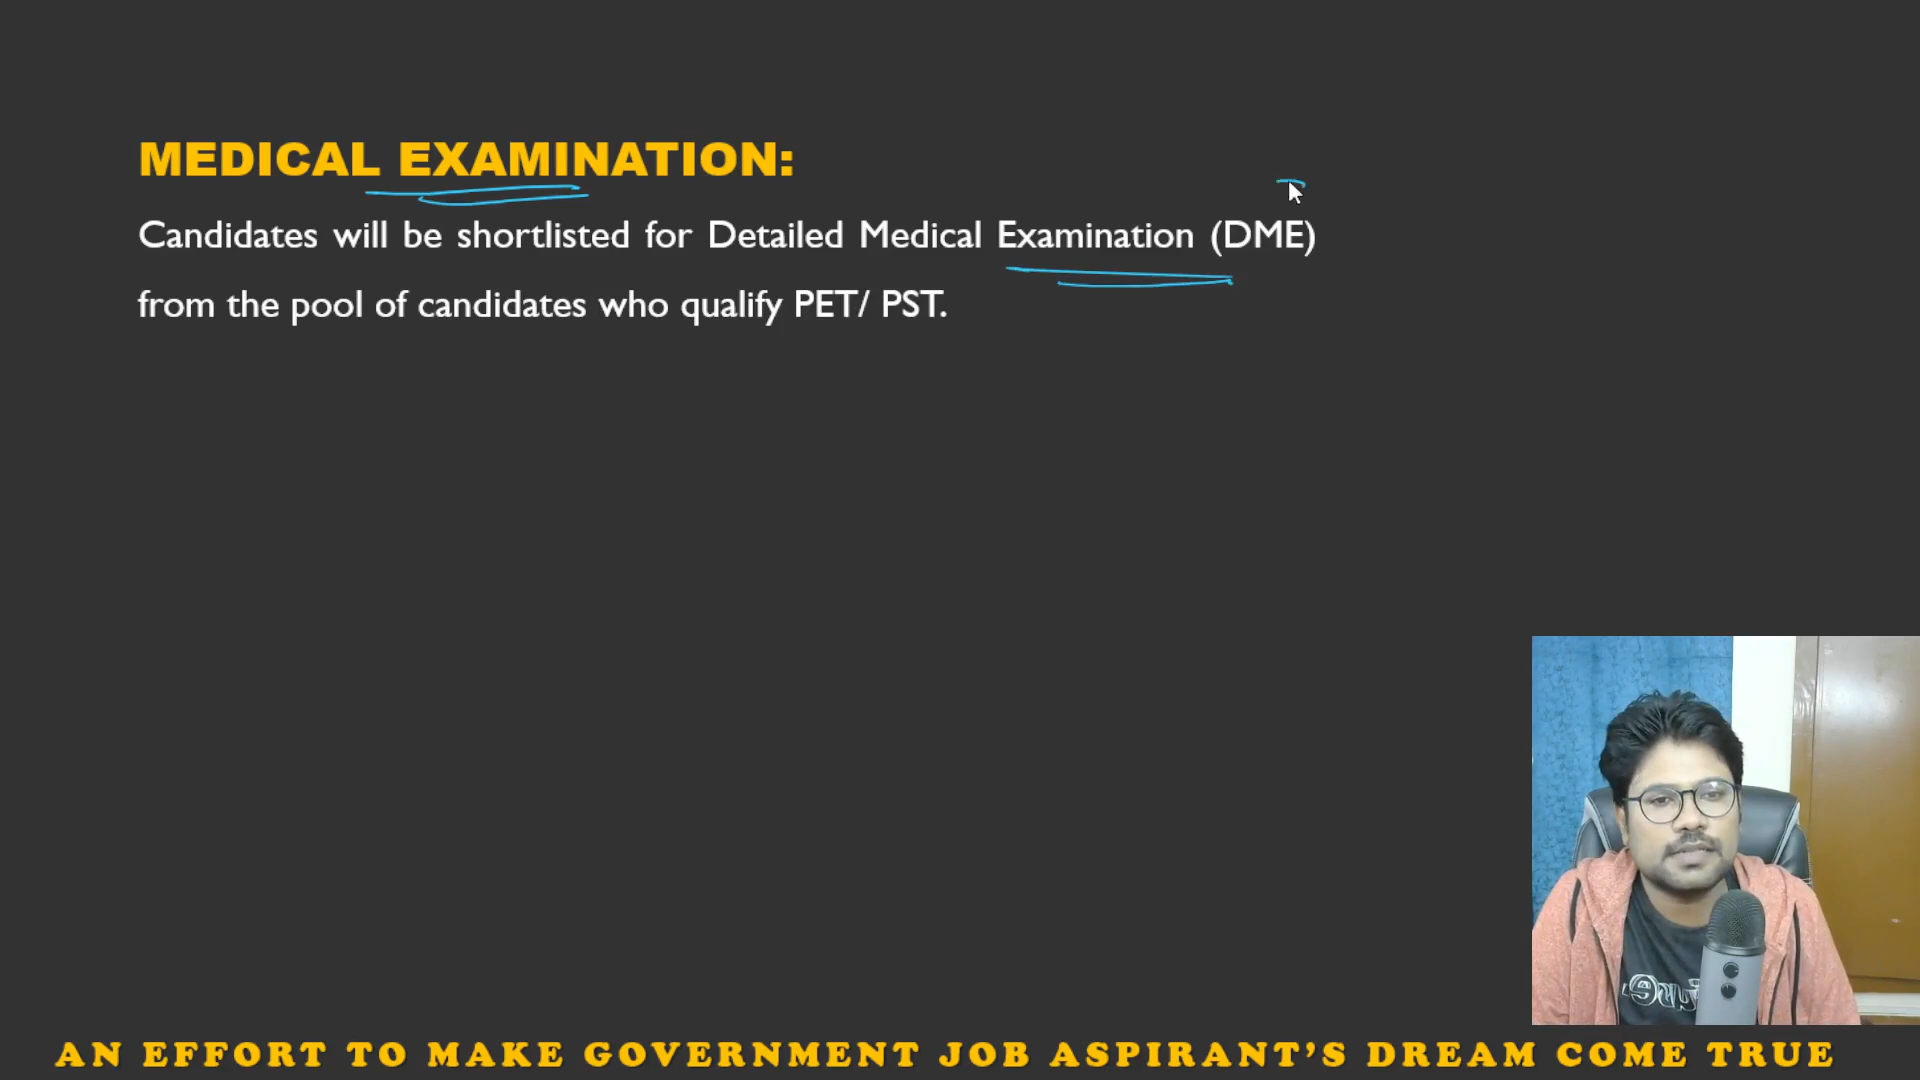 MEDICAL EXAMINATION:
Candidates will be shortlisted for Detailed Medical Examination (DME)
from the pool of candidates who qualify PET/ PST.
AN EFFORT TO MAKE GOVERNMENT JOB ASPIRANT’S DREAM COME TRUE